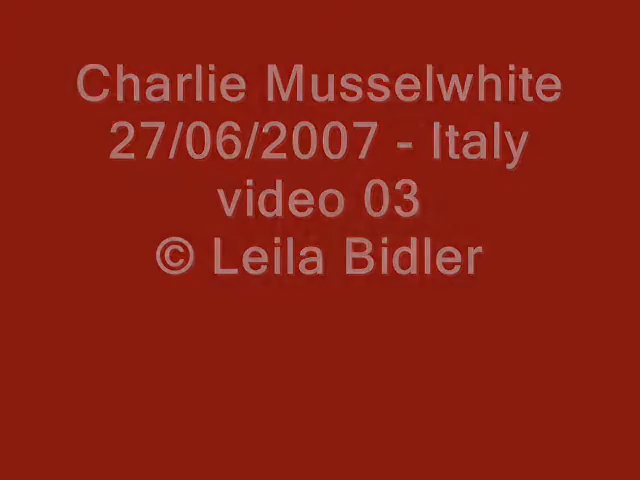 Charlie Musselwhite
27/06/2007 - Italy
video 03
© Leila Bidler